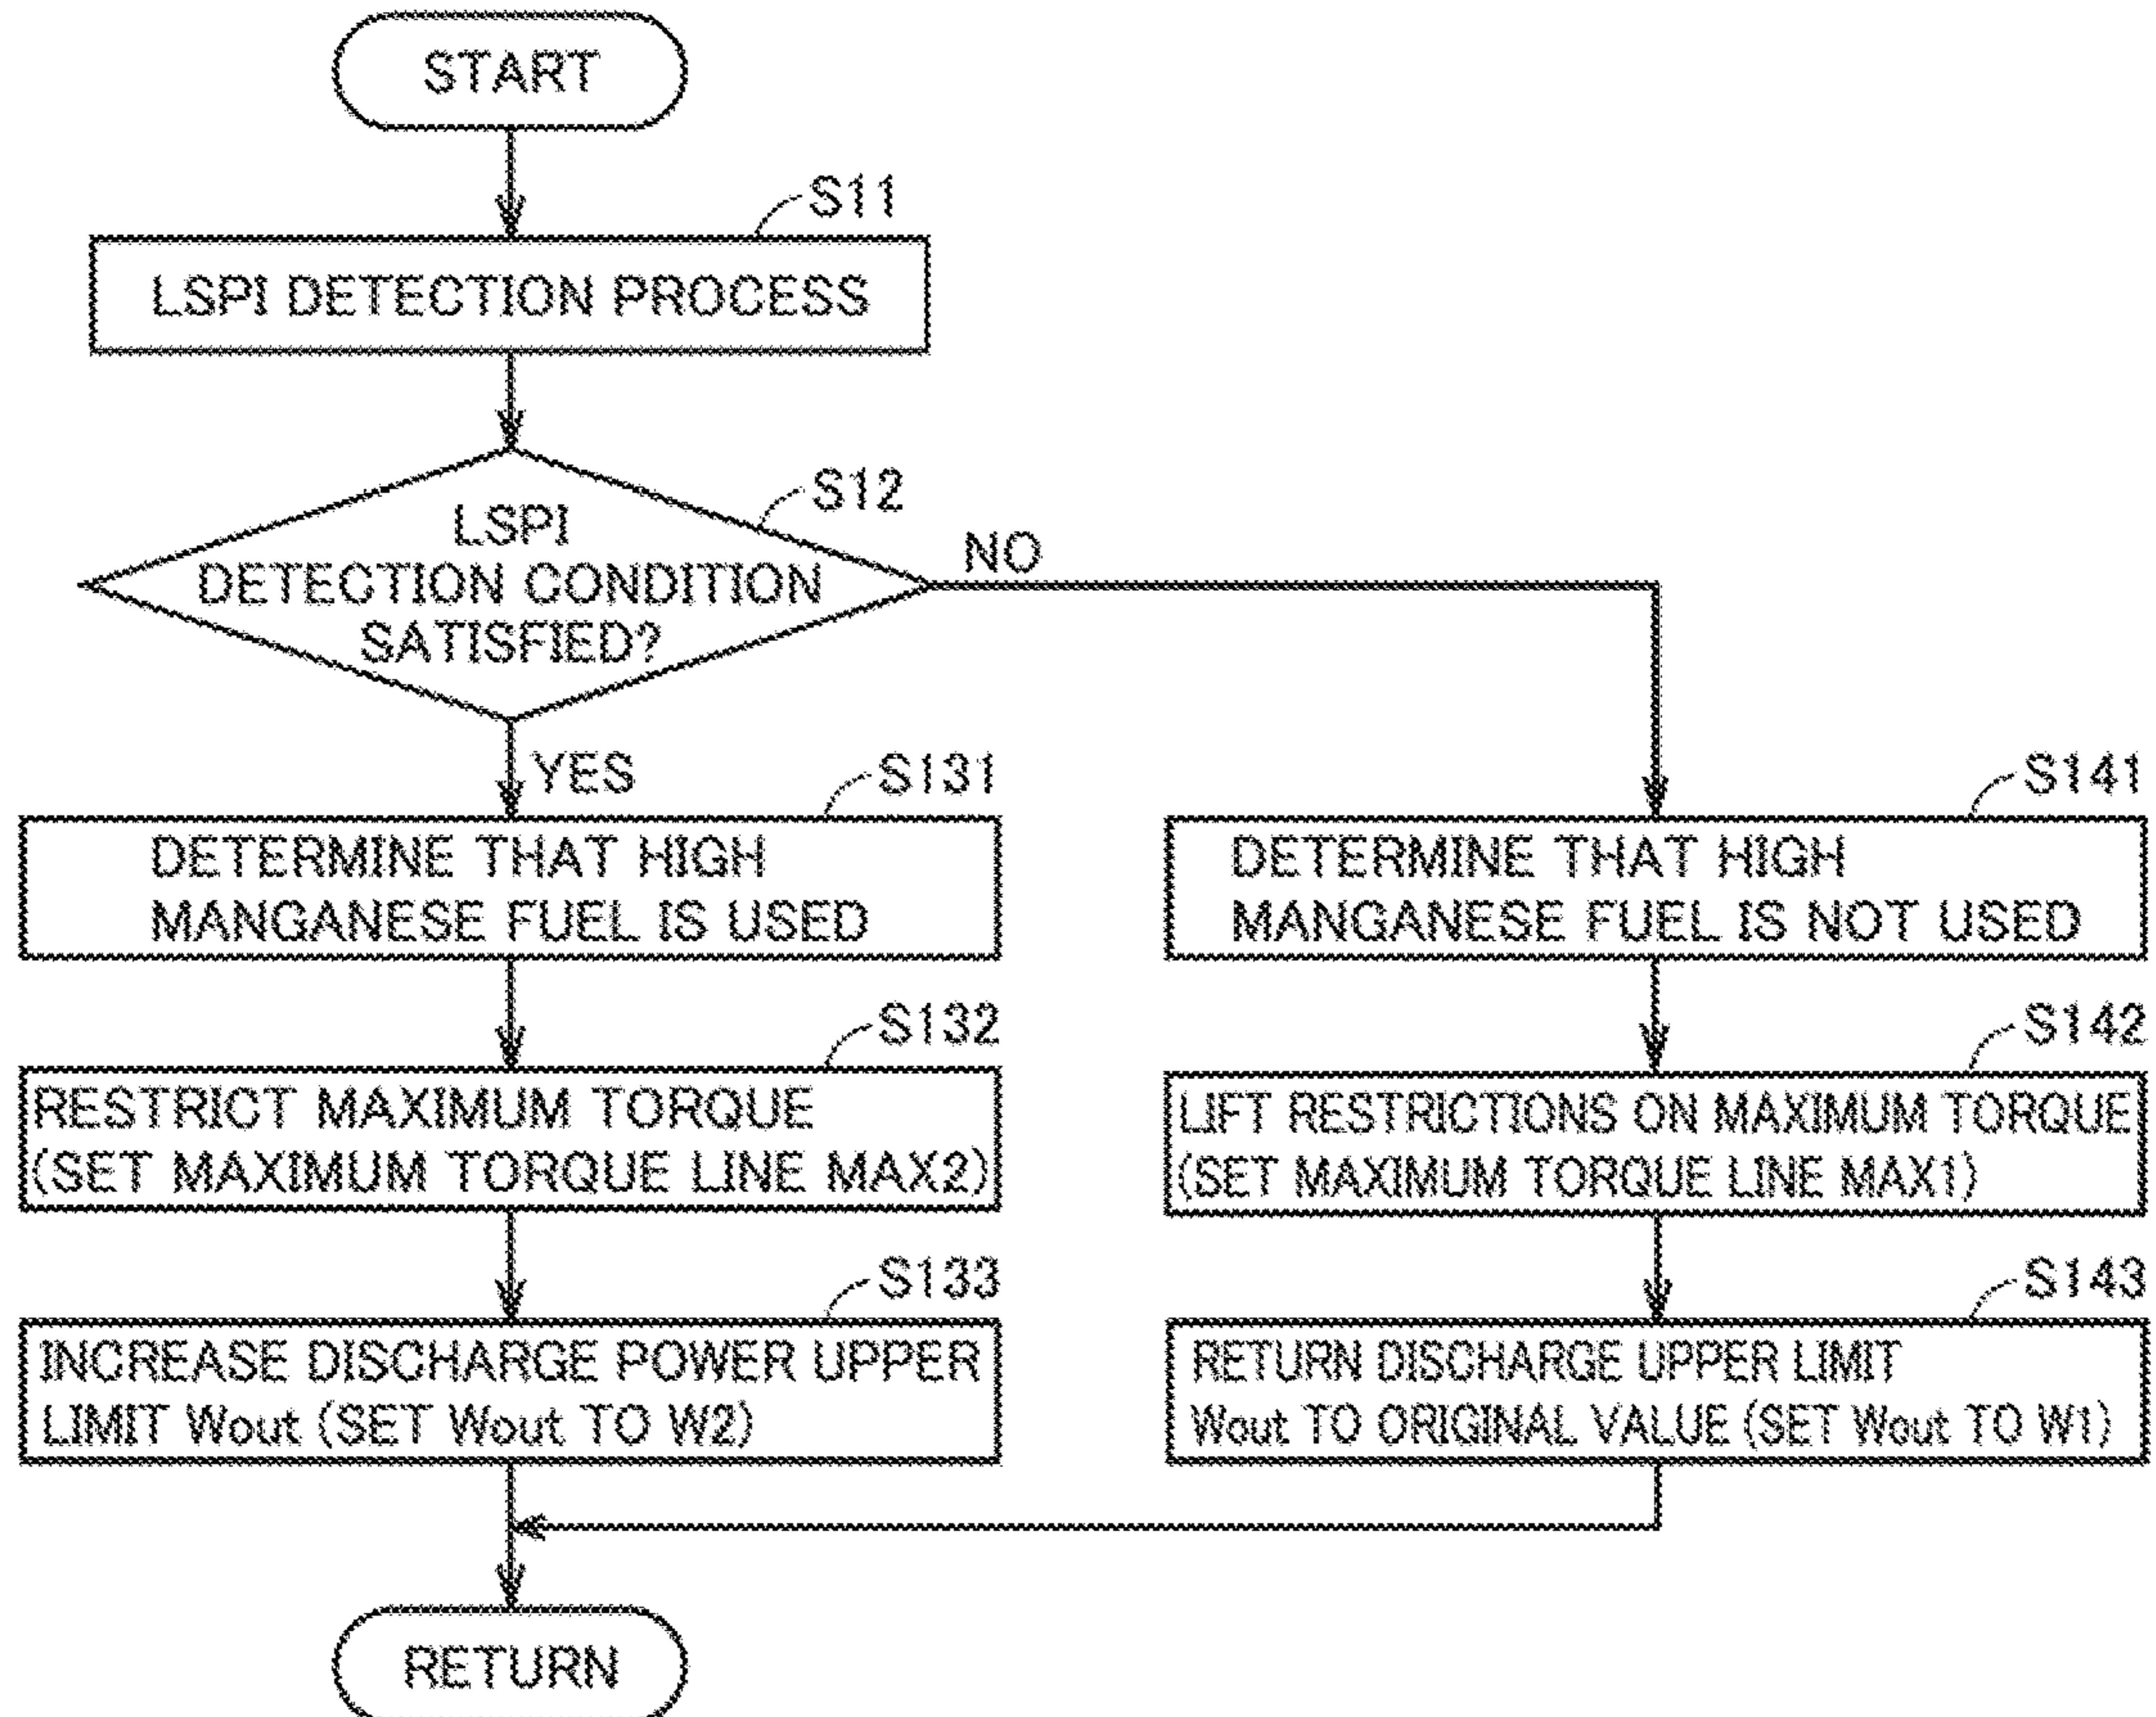 START
S11
LSPI DETECTION PROCESS
S12
LSPI
DETECTION CONDITION
SATISFIED?
NO
YES
S131
DETERMINE THAT HIGH
MANGANESE FUEL IS USED
S141
DETERMINE THAT HIGH
MANGANESE FUEL IS NOT USED
S132
RESTRICT MAXIMUM TORQUE
(SET MAXIMUM TORQUE LINE MAX2)
S142
LIFT RESTRICTIONS ON MAXIMUM TORQUE
(SET MAXIMUM TORQUE LINE MAX1)
S133
INCREASE DISCHARGE POWER UPPER
LIMIT Wout (SET Wout TO W2)
S143
RETURN DISCHARGE UPPER LIMIT
Wout TO ORIGINAL VALUE (SET Wout TO W1)
RETURN